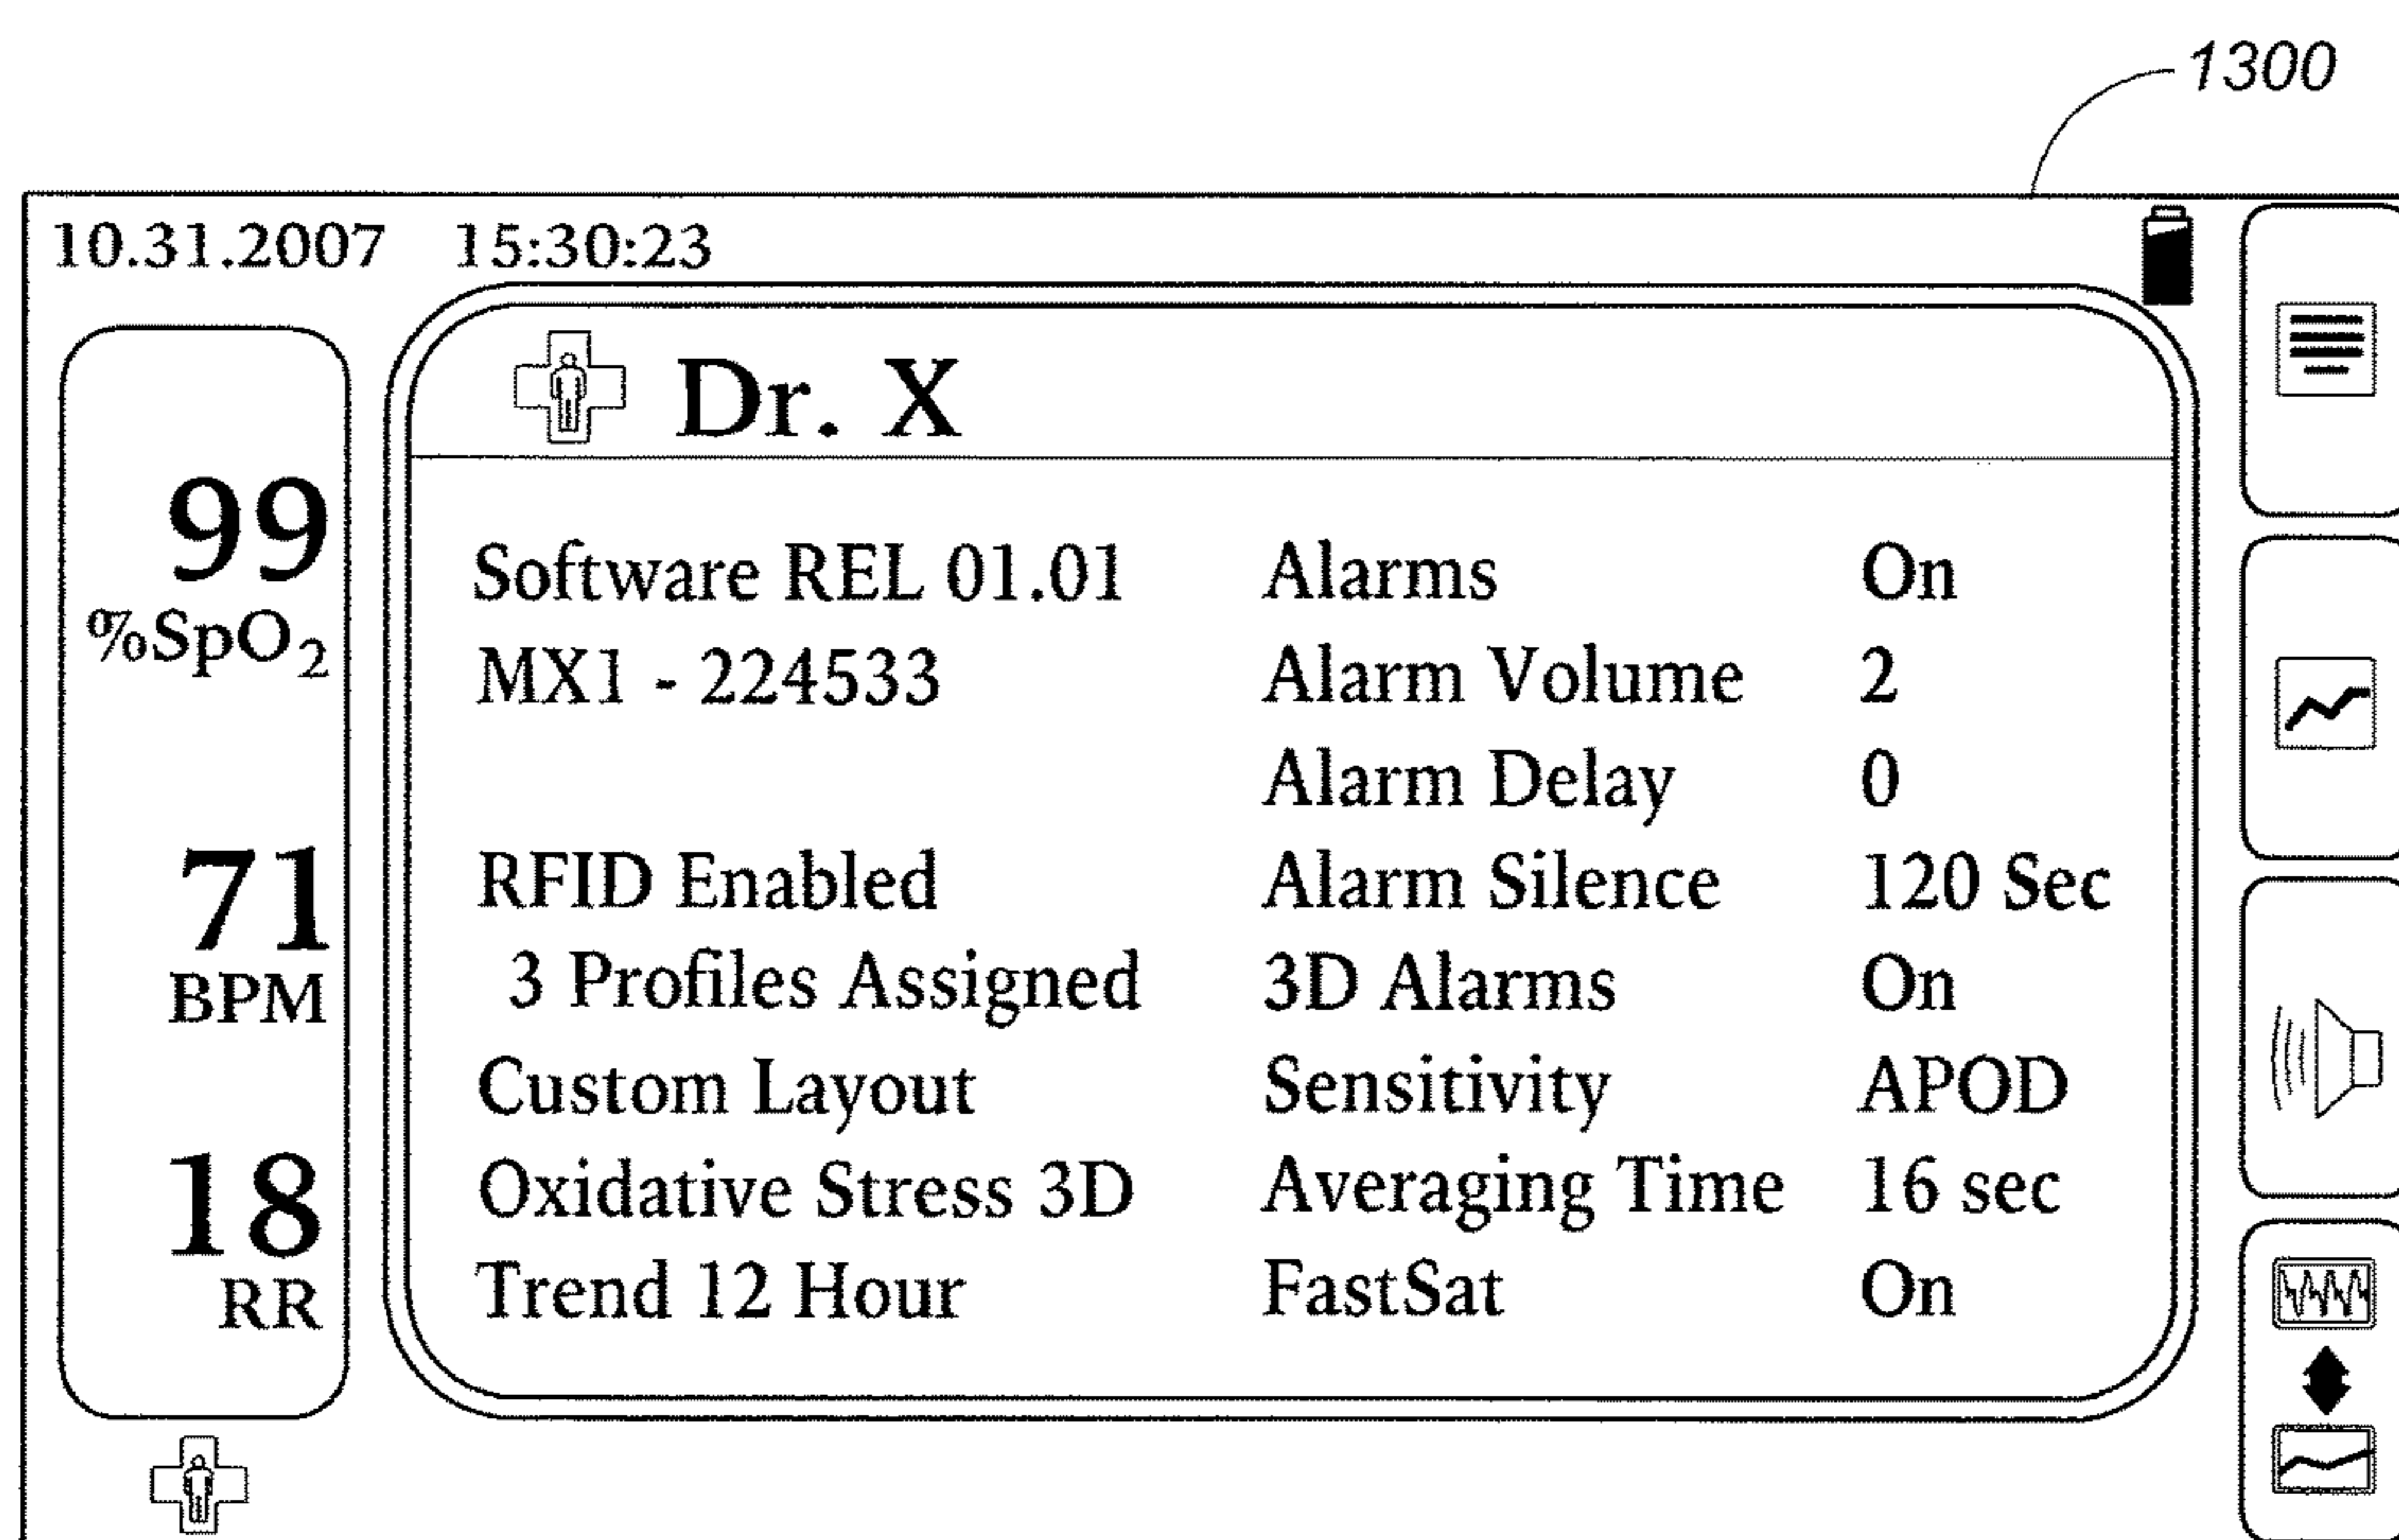 1300
10.31.2007 15:30:23
99
%SpO₂
71
BPM
18
RR
Dr. X
Software REL 01.01
MX1 - 224533
RFID Enabled
3 Profiles Assigned
Custom Layout
Oxidative Stress 3D
Trend 12 Hour
Alarms On
Alarm Volume 2
Alarm Delay 0
Alarm Silence 120 Sec
3D Alarms On
Sensitivity APOD
Averaging Time 16 sec
FastSat On